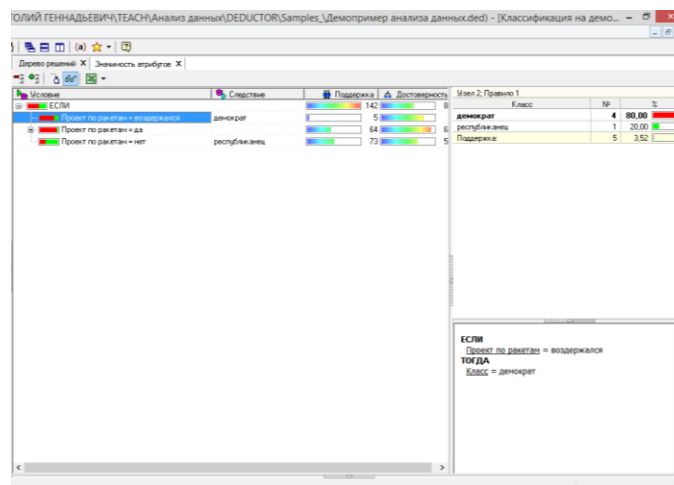 ТОЛИЙ ГЕННАДЬЕВИЧ\TEACH\Анализ данных\DEDUCTOR\Samples_\Демопример анализа данных.ded) - [Классификация на демо...
(a)
Дерево решений X Значимость атрибутов X
Условие Следствие Поддержка Достоверность
ЕСЛИ 142 8
Проект по ракетам = воздержался демократ 5
Проект по ракетам = да 64 6
Проект по ракетам = нет республиканец 73 5
Узел 2; Правило 1
Класс № %
демократ 4 80,00
республиканец 1 20,00
Поддержка: 5 3,52
ЕСЛИ
Проект по ракетам = воздержался
ТОГДА
Класс = демократ